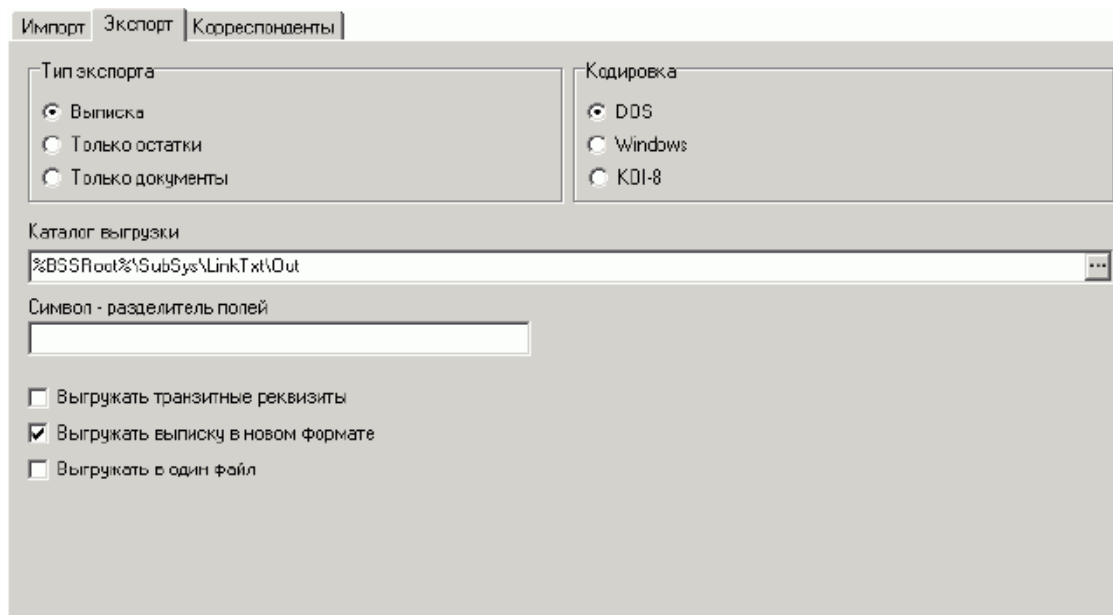 Импорт Экспорт Корреспонденты
Тип экспорта
Выписка
Только остатки
Только документы
Кодировка
DOS
Windows
KOI-8
Каталог выгрузки
%BSSRoot%\SubSys\LinkTxt\Out
...
Символ - разделитель полей
Выгружать транзитные реквизиты
Выгружать выписку в новом формате
Выгружать в один файл